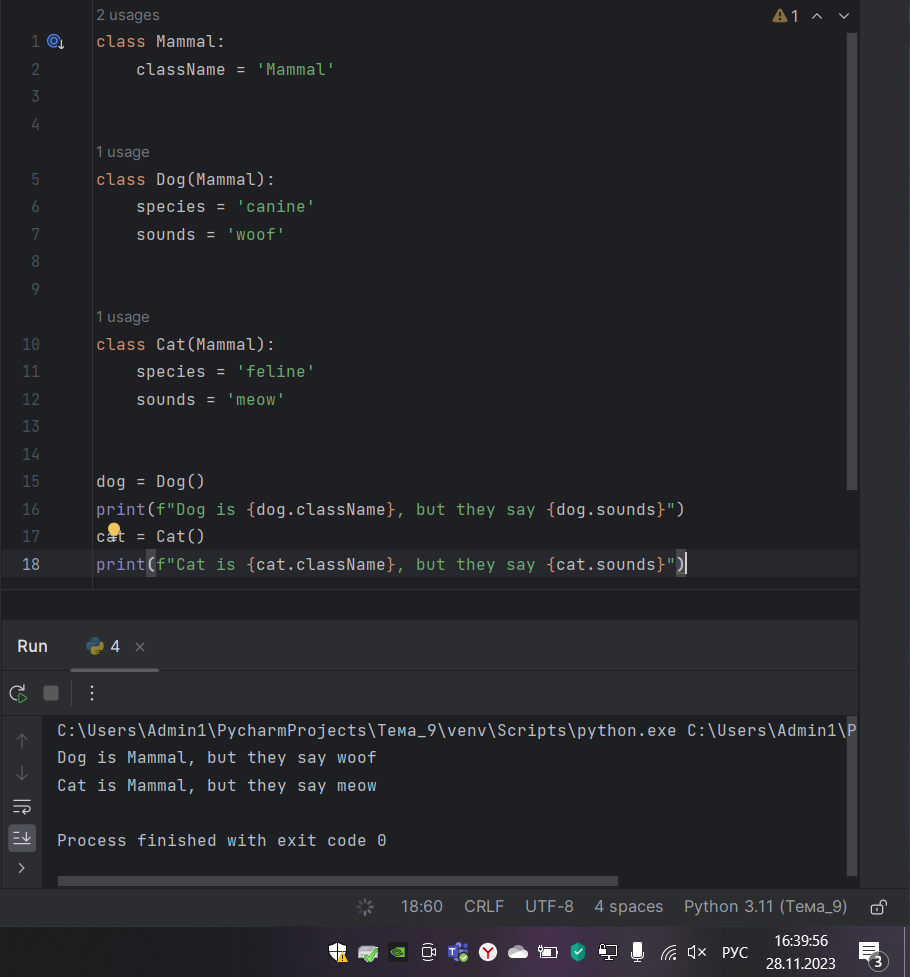 2 usages
1
1 class Mammal:
2 className = 'Mammal'
3
4
1 usage
5 class Dog(Mammal):
6 species = 'canine'
7 sounds = 'woof'
8
9
1 usage
10 class Cat(Mammal):
11 species = 'feline'
12 sounds = 'meow'
13
14
15 dog = Dog()
16 print(f"Dog is {dog.className}, but they say {dog.sounds}")
17 cat = Cat()
18 print(f"Cat is {cat.className}, but they say {cat.sounds}")
Run 4
C:\Users\Admin1\PycharmProjects\Тема_9\venv\Scripts\python.exe C:\Users\Admin1\P
Dog is Mammal, but they say woof
Cat is Mammal, but they say meow
Process finished with exit code 0
18:60 CRLF UTF-8 4 spaces Python 3.11 (Тема_9)
РУС
16:39:56
28.11.2023
3